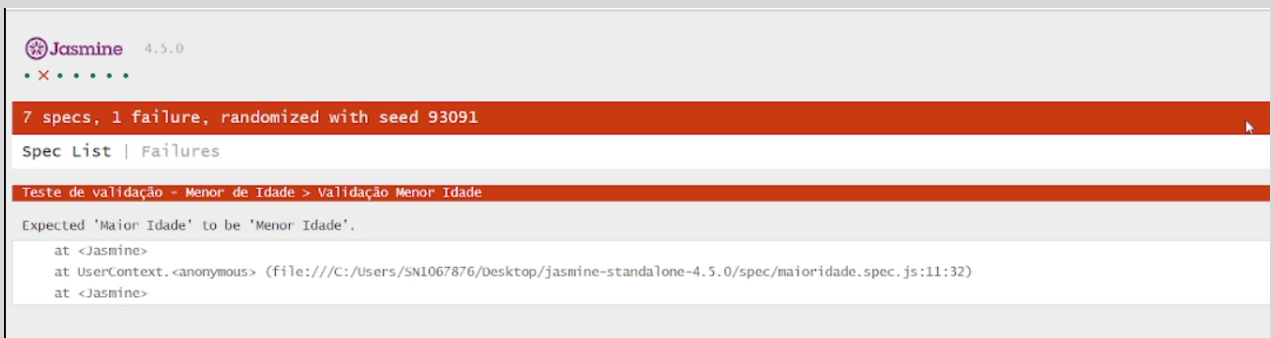 Jasmine 4.5.0
• × • • • • •
7 specs, 1 failure, randomized with seed 93091
Spec List | Failures
Teste de validação - Menor de Idade > Validação Menor Idade
Expected 'Maior Idade' to be 'Menor Idade'.
at <Jasmine>
at UserContext.<anonymous> (file:///C:/Users/SN1067876/Desktop/jasmine-standalone-4.5.0/spec/maioridade.spec.js:11:32)
at <Jasmine>